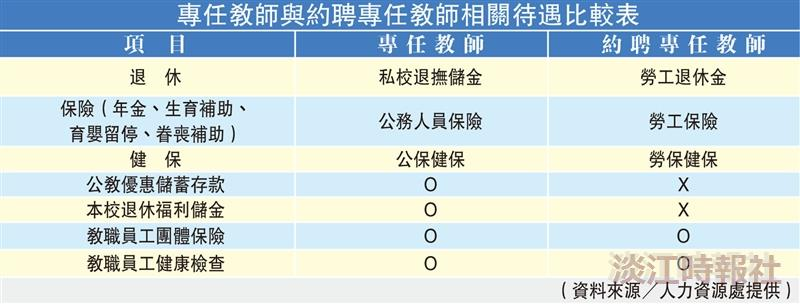 專任教師與約聘專任教師相關待遇比較表
項 目 專任教師 約聘專任教師
退 休 私校退撫儲金 勞工退休金
保險（年金、生育補助、
育嬰留停、眷喪補助） 公務人員保險 勞工保險
健 保 公保健保 勞保健保
公教優惠儲蓄存款 O X
本校退休福利儲金 O X
教職員工團體保險 O O
教職員工健康檢查 O O
淡江時報社
（資料來源／人力資源處提供）